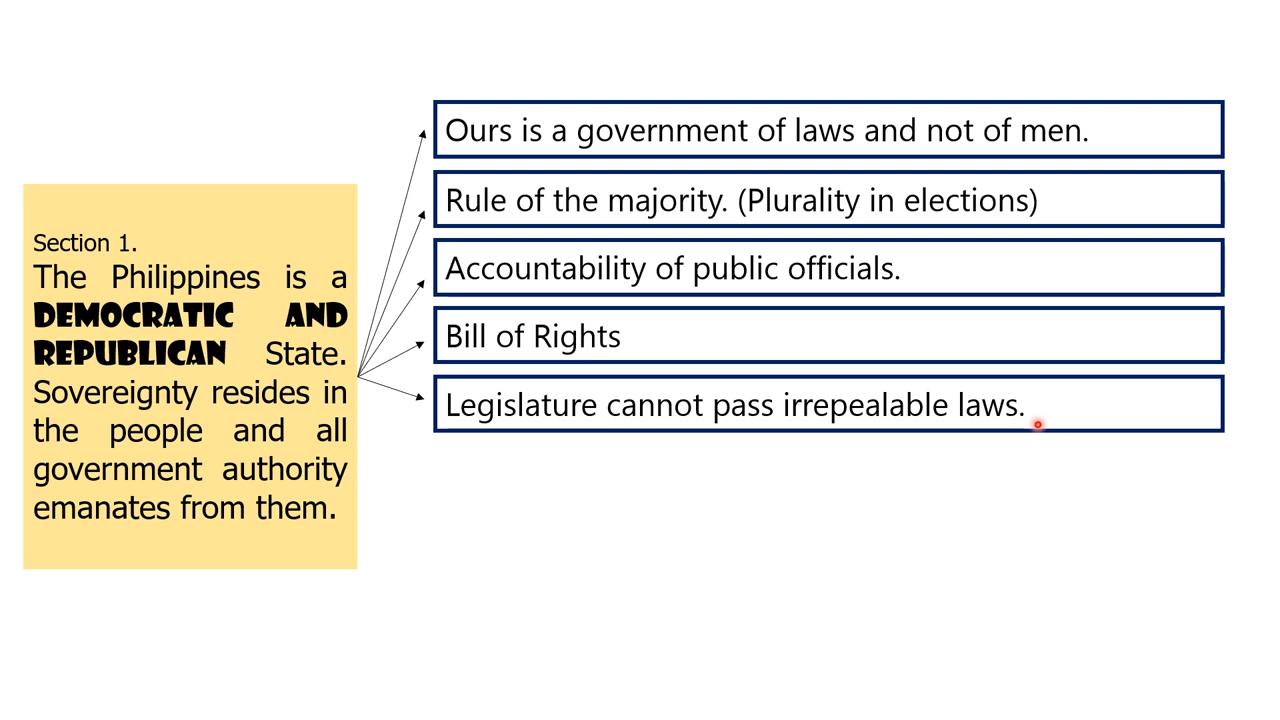 Section 1.
The Philippines is a
DEMOCRATIC AND
REPUBLICAN State.
Sovereignty resides in
the people and all
government authority
emanates from them.
Ours is a government of laws and not of men.
Rule of the majority. (Plurality in elections)
Accountability of public officials.
Bill of Rights
Legislature cannot pass irrepealable laws.